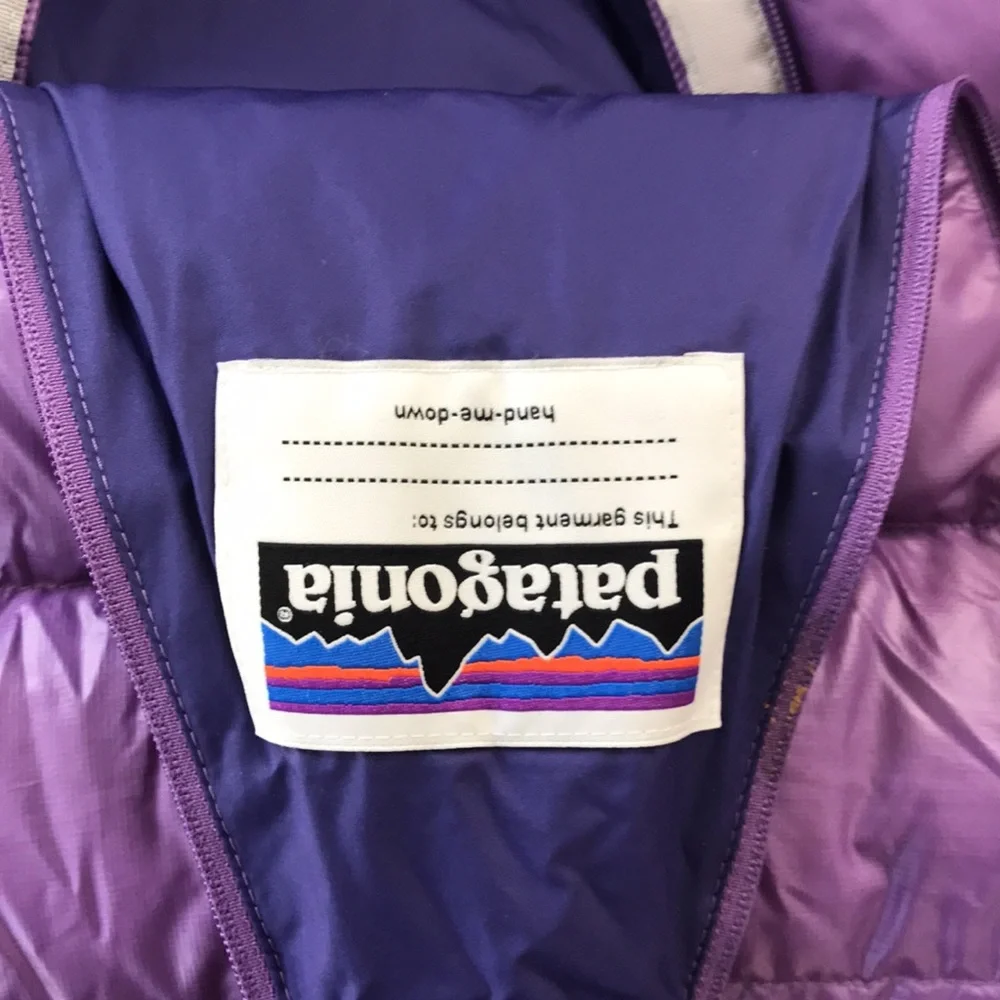 patagonia®
This garment belongs to:
hand-me-down